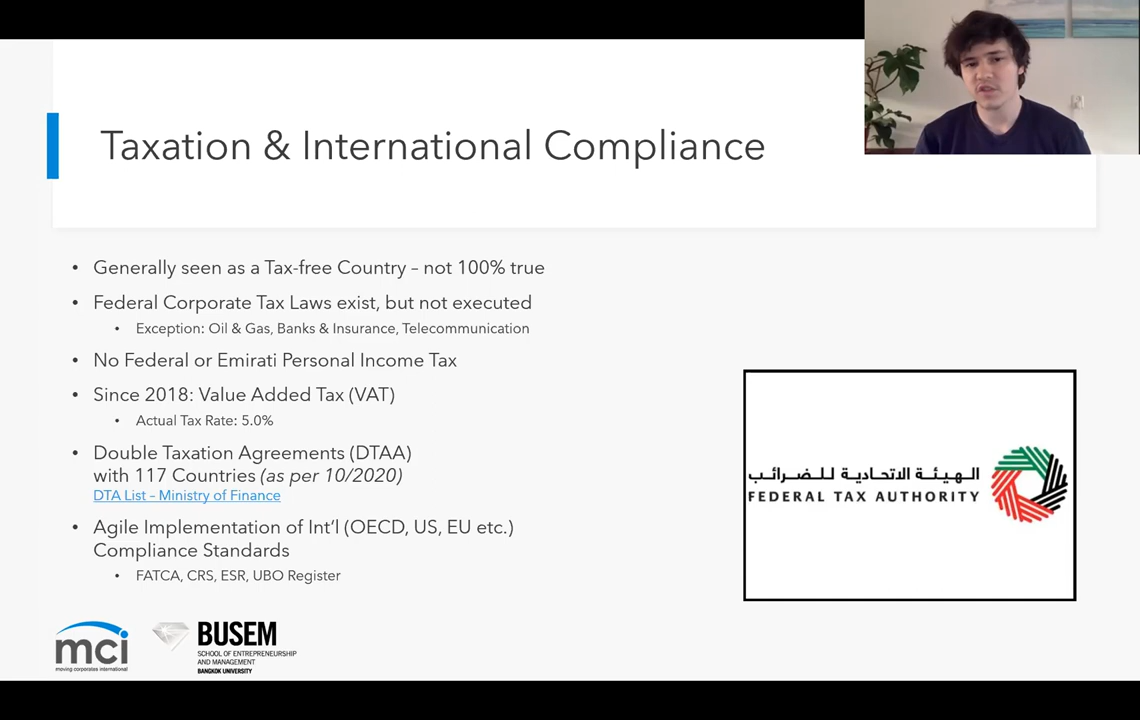 Taxation & International Compliance
• Generally seen as a Tax-free Country – not 100% true
• Federal Corporate Tax Laws exist, but not executed
• Exception: Oil & Gas, Banks & Insurance, Telecommunication
• No Federal or Emirati Personal Income Tax
• Since 2018: Value Added Tax (VAT)
• Actual Tax Rate: 5.0%
• Double Taxation Agreements (DTAA)
with 117 Countries (as per 10/2020)
DTA List – Ministry of Finance
• Agile Implementation of Int’l (OECD, US, EU etc.)
Compliance Standards
• FATCA, CRS, ESR, UBO Register
الهيئة الاتحادية للضرائب
FEDERAL TAX AUTHORITY
mci
moving corporates international
BUSEM
SCHOOL OF ENTREPRENEURSHIP
AND MANAGEMENT
BANGKOK UNIVERSITY